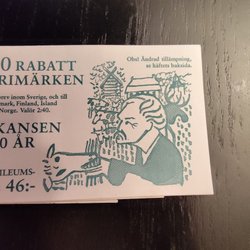 0 RABATT
RIMÄRKEN
Obs! Ändrad tillämpning,
se häftets baksida.
rev inom Sverige, och till
mark, Finland, Island
Norge. Valör 2:40.
KANSEN
0 ÅR
ILEUMS-
46:-